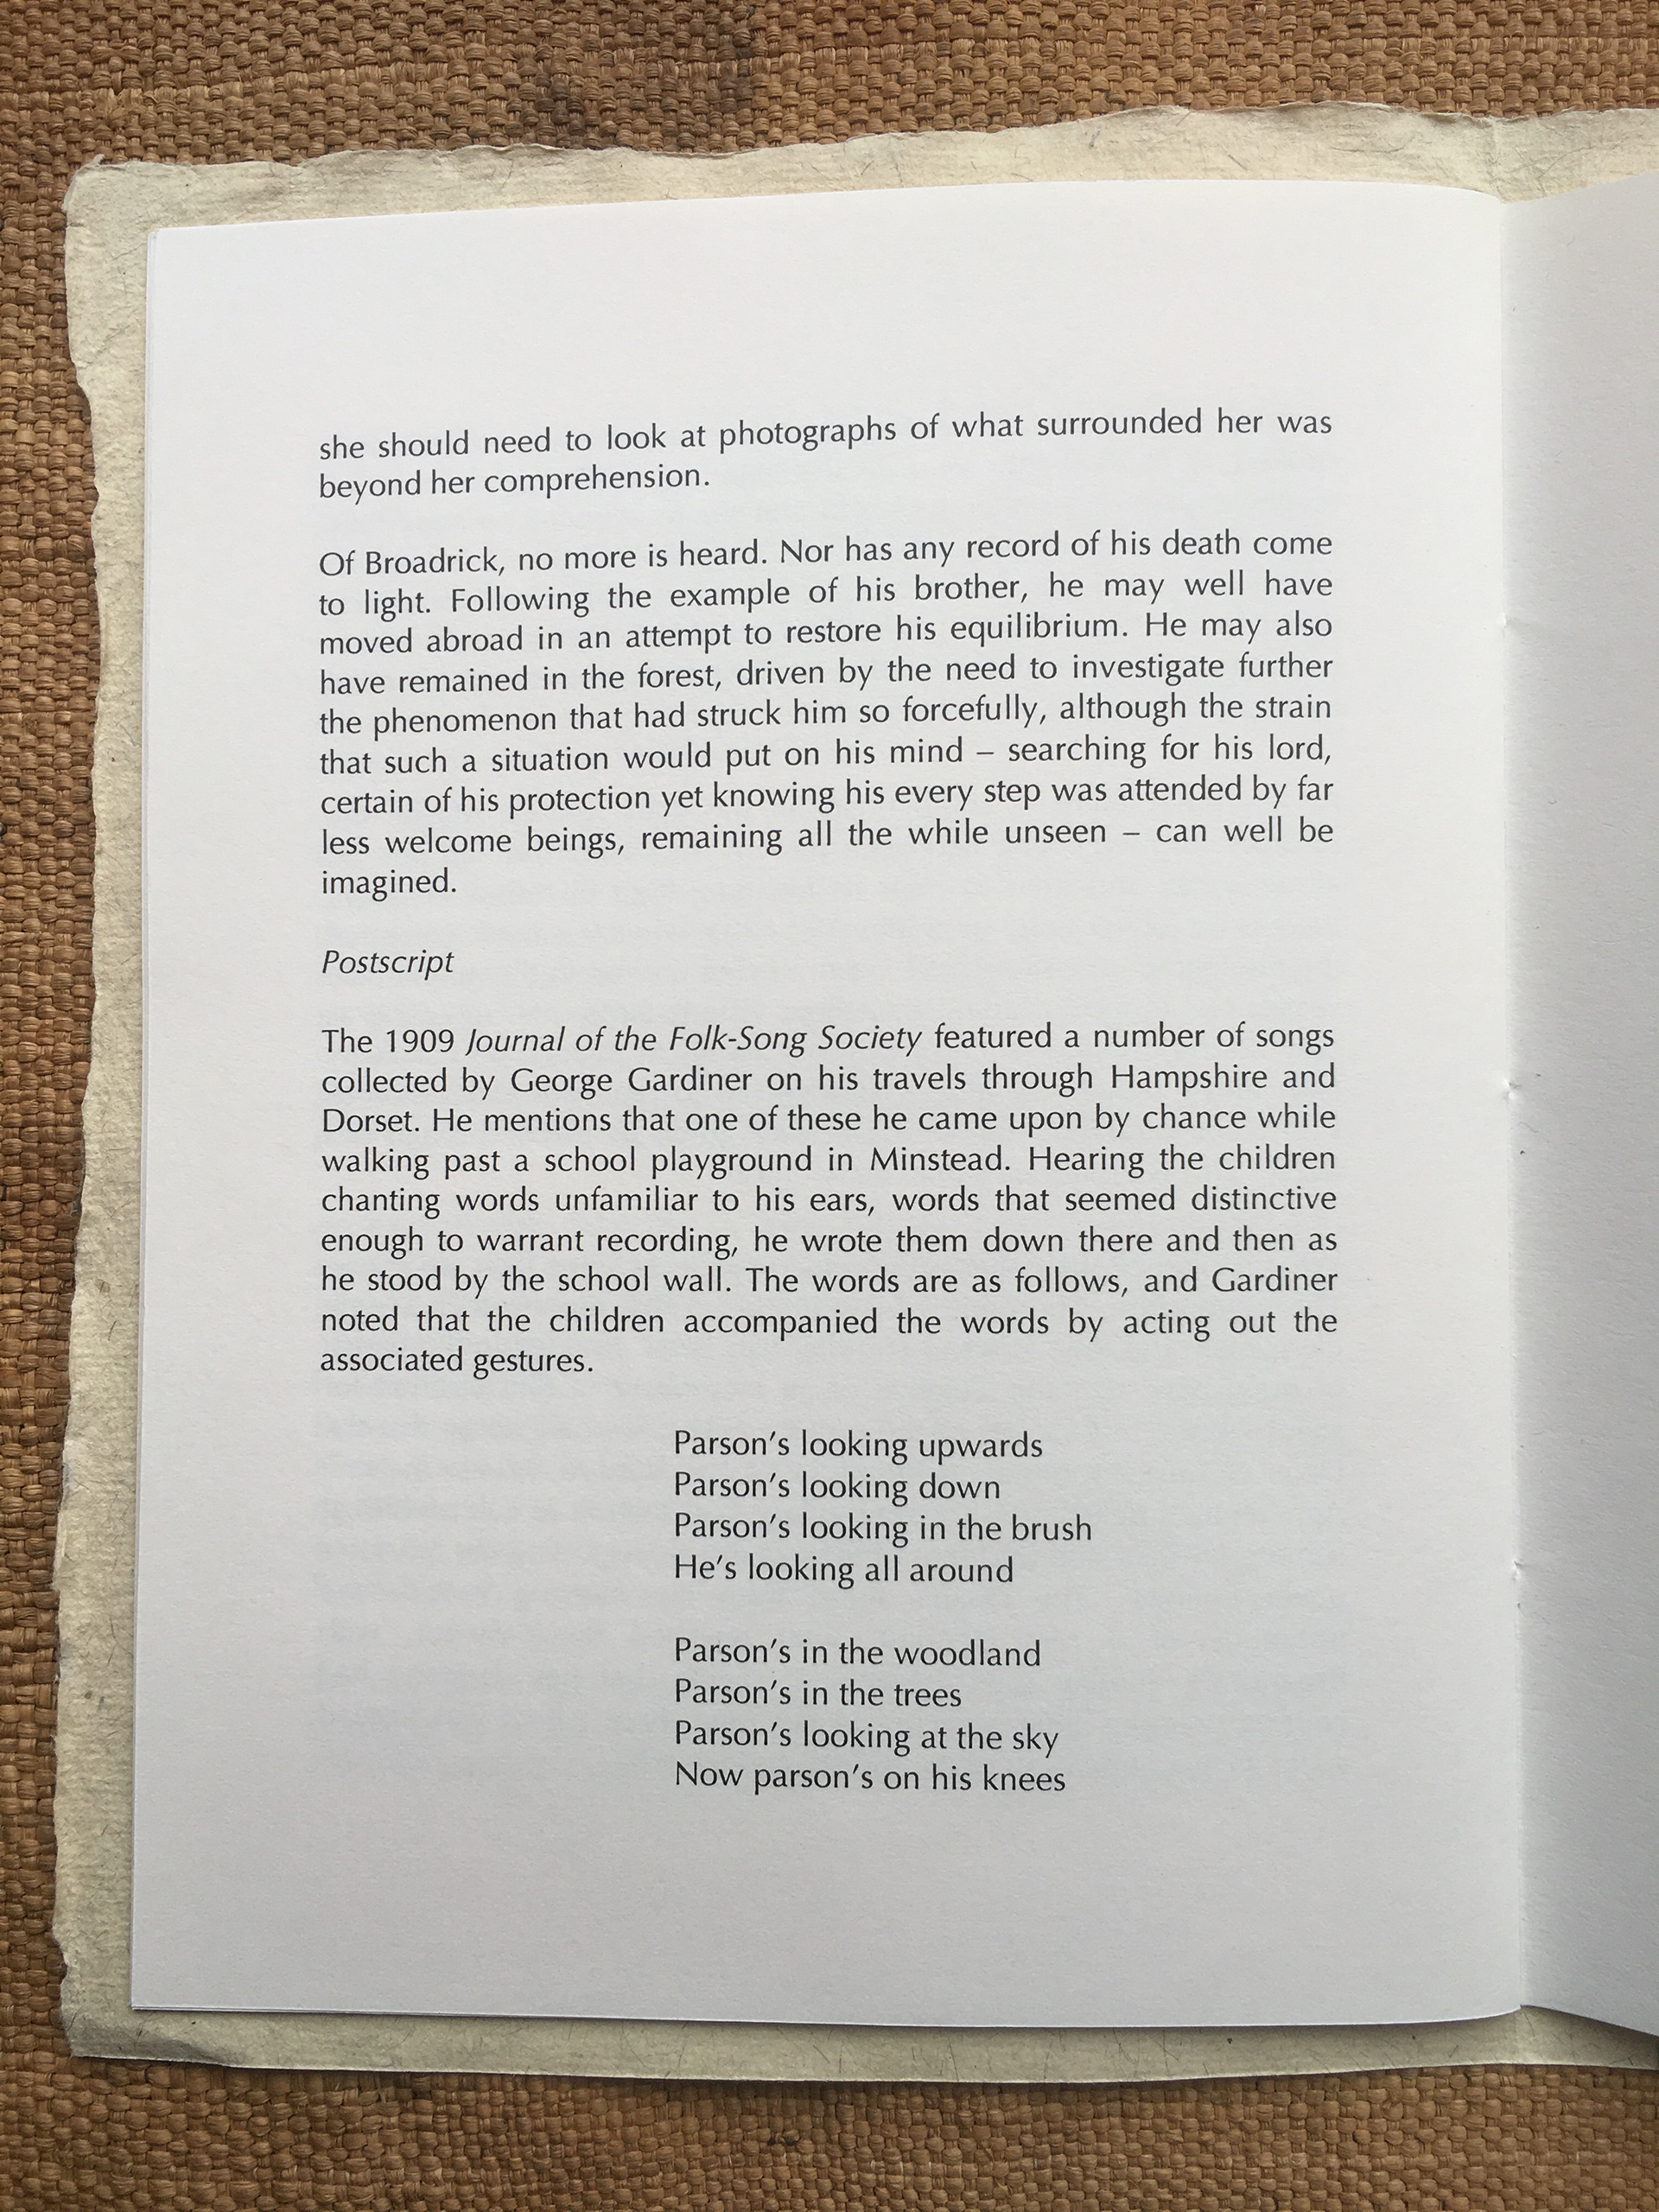 she should need to look at photographs of what surrounded her was
beyond her comprehension.
Of Broadrick, no more is heard. Nor has any record of his death come
to light. Following the example of his brother, he may well have
moved abroad in an attempt to restore his equilibrium. He may also
have remained in the forest, driven by the need to investigate further
the phenomenon that had struck him so forcefully, although the strain
that such a situation would put on his mind – searching for his lord,
certain of his protection yet knowing his every step was attended by far
less welcome beings, remaining all the while unseen – can well be
imagined.
Postscript
The 1909 Journal of the Folk-Song Society featured a number of songs
collected by George Gardiner on his travels through Hampshire and
Dorset. He mentions that one of these he came upon by chance while
walking past a school playground in Minstead. Hearing the children
chanting words unfamiliar to his ears, words that seemed distinctive
enough to warrant recording, he wrote them down there and then as
he stood by the school wall. The words are as follows, and Gardiner
noted that the children accompanied the words by acting out the
associated gestures.
Parson's looking upwards
Parson's looking down
Parson's looking in the brush
He's looking all around
Parson's in the woodland
Parson's in the trees
Parson's looking at the sky
Now parson's on his knees